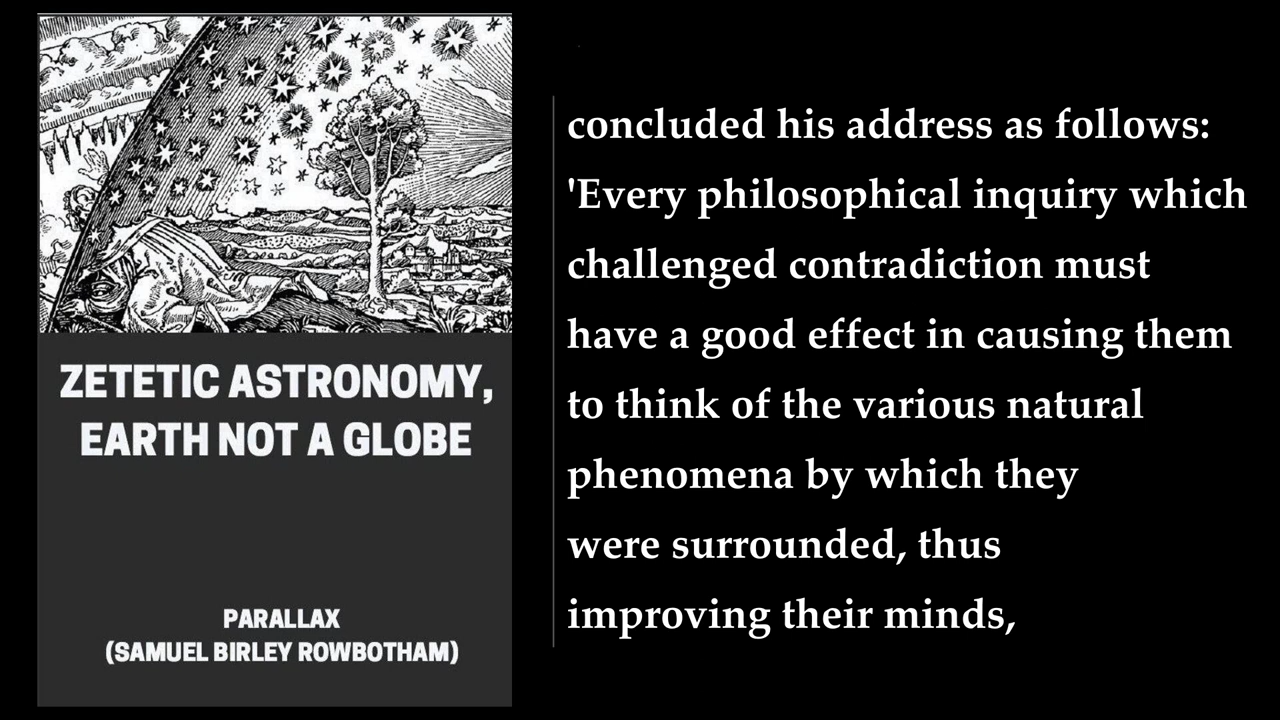 ZETETIC ASTRONOMY,
EARTH NOT A GLOBE
PARALLAX
(SAMUEL BIRLEY ROWBOTHAM)
concluded his address as follows:
'Every philosophical inquiry which
challenged contradiction must
have a good effect in causing them
to think of the various natural
phenomena by which they
were surrounded, thus
improving their minds,